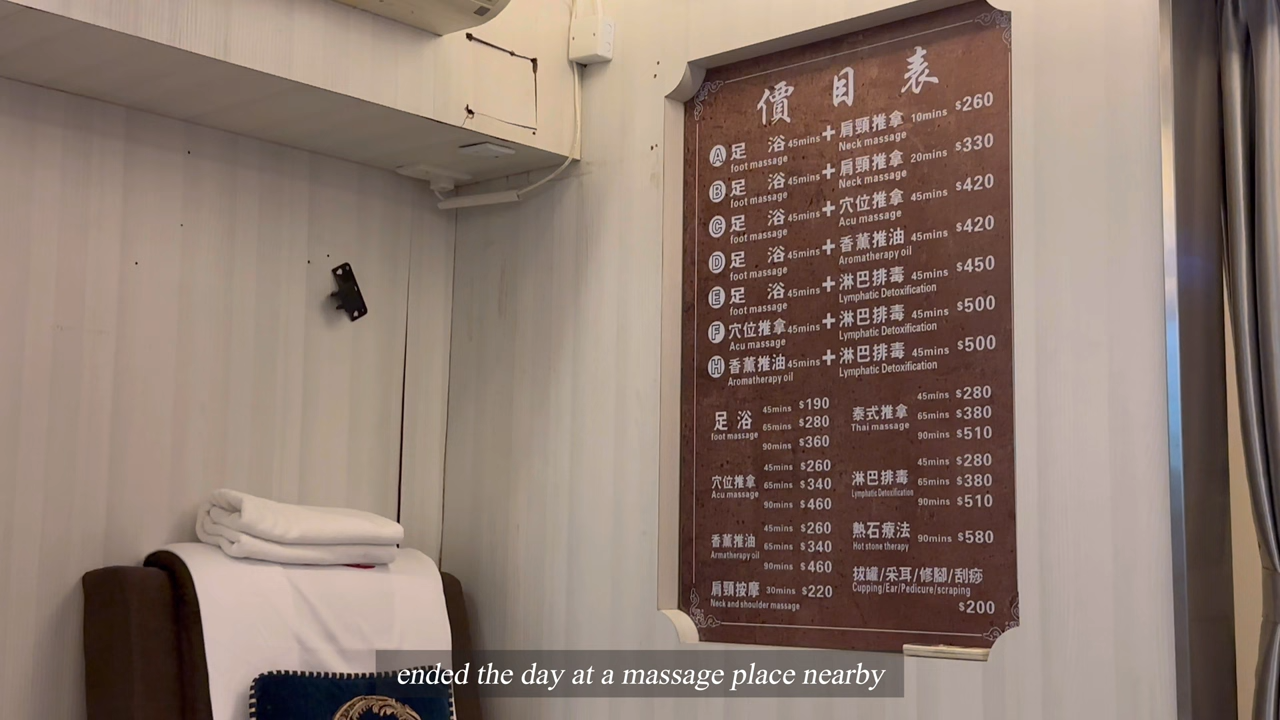 價目表
A 足浴 45mins + 肩頸推拿 10mins $260
foot massage Neck massage
B 足浴 45mins + 肩頸推拿 20mins $330
foot massage Neck massage
C 足浴 45mins + 穴位推拿 45mins $420
foot massage Acu massage
D 足浴 45mins + 香薰推油 45mins $420
foot massage Aromatherapy oil
E 足浴 45mins + 淋巴排毒 45mins $450
foot massage Lymphatic Detoxification
F 穴位推拿 45mins + 淋巴排毒 45mins $500
Acu massage Lymphatic Detoxification
H 香薰推油 45mins + 淋巴排毒 45mins $500
Aromatherapy oil Lymphatic Detoxification
足浴
foot massage
45mins $190
65mins $280
90mins $360
泰式推拿
Thai massage
45mins $280
65mins $380
90mins $510
穴位推拿
Acu massage
45mins $260
65mins $340
90mins $460
淋巴排毒
Lymphatic Detoxification
45mins $280
65mins $380
90mins $510
香薰推油
Armatherapy oil
45mins $260
65mins $340
90mins $460
熱石療法 90mins $580
Hot stone therapy
肩頸按摩 30mins $220
Neck and shoulder massage
拔罐/采耳/修腳/刮痧
Cupping/Ear/Pedicure/scraping
$200
ended the day at a massage place nearby